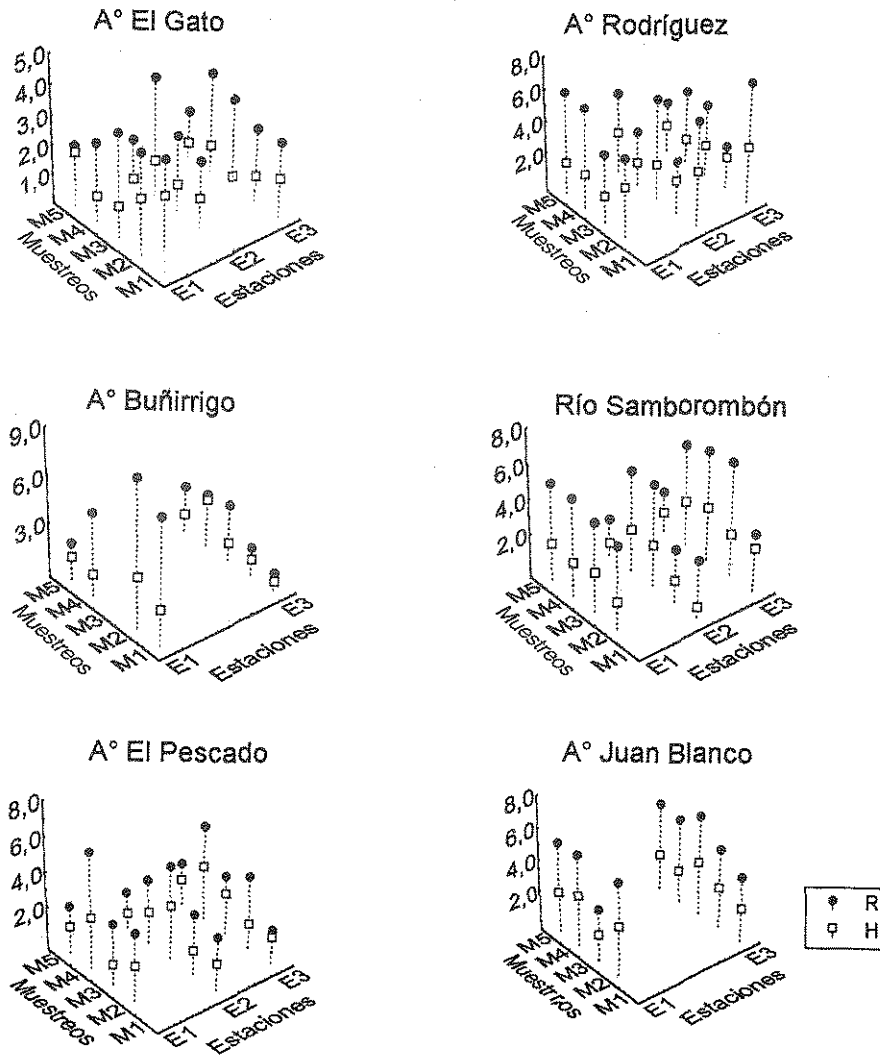 A° El Gato
5,0
4,0
3,0
2,0
1,0
M5
M4
M3
M2
M1
Muestreos
E1
E2
E3
Estaciones
A° Rodríguez
8,0
6,0
4,0
2,0
M5
M4
M3
M2
M1
Muestreos
E1
E2
E3
Estaciones
A° Buñirrigo
9,0
6,0
3,0
M5
M4
M3
M2
M1
Muestreos
E1
E3
Estaciones
Río Samborombón
8,0
6,0
4,0
2,0
M5
M4
M3
M2
M1
Muestreos
E1
E2
E3
Estaciones
A° El Pescado
8,0
6,0
4,0
2,0
M5
M4
M3
M2
M1
Muestreos
E1
E2
E3
Estaciones
A° Juan Blanco
8,0
6,0
4,0
2,0
M5
M4
M3
M2
M1
Muestriros
E1
E3
Estaciones
R
H